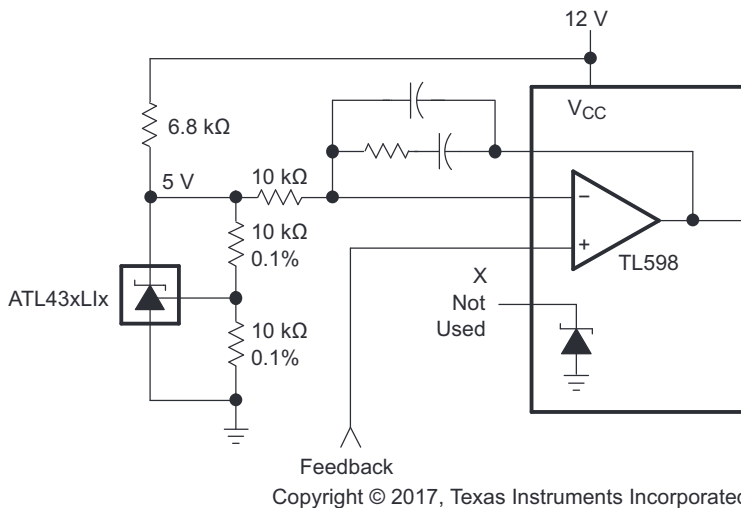 12 V
V_CC
6.8 kΩ
5 V
10 kΩ
10 kΩ
0.1%
ATL43xLIx
10 kΩ
0.1%
−
+
TL598
X
Not
Used
Feedback
Copyright © 2017, Texas Instruments Incorporated